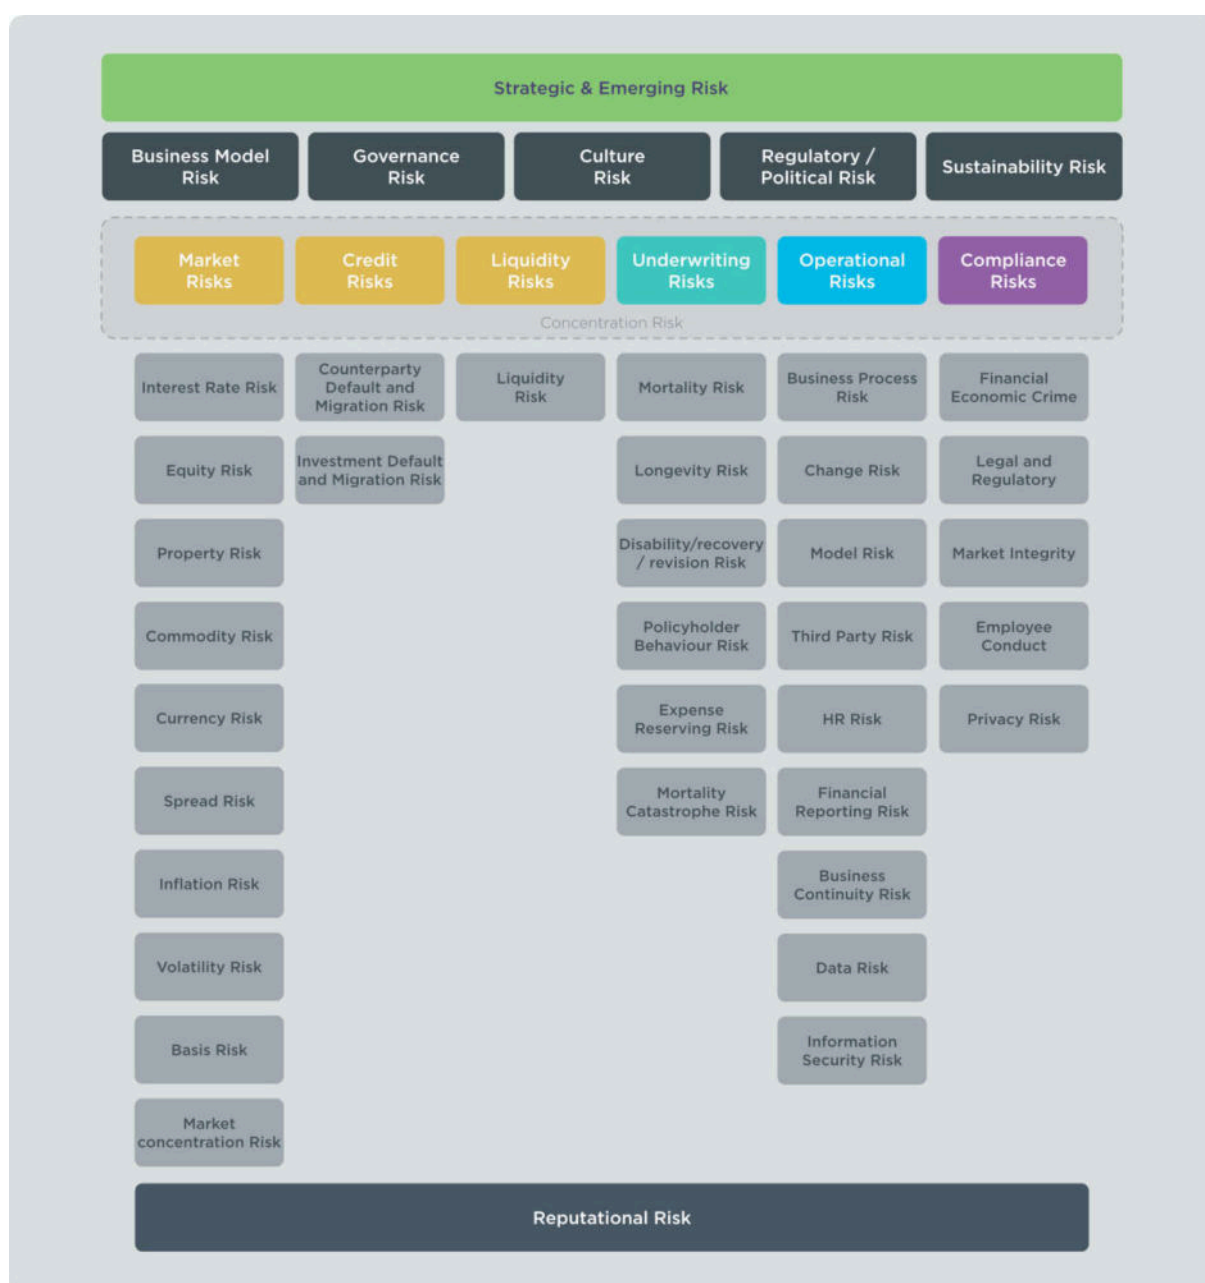 Strategic & Emerging Risk
Business Model
Risk
Governance
Risk
Culture
Risk
Regulatory /
Political Risk
Sustainability Risk
Market
Risks
Credit
Risks
Liquidity
Risks
Underwriting
Risks
Operational
Risks
Compliance
Risks
Concentration Risk
Interest Rate Risk
Counterparty
Default and
Migration Risk
Liquidity
Risk
Mortality Risk
Business Process
Risk
Financial
Economic Crime
Equity Risk
Investment Default
and Migration Risk
Longevity Risk
Change Risk
Legal and
Regulatory
Property Risk
Disability/recovery
/ revision Risk
Model Risk
Market Integrity
Commodity Risk
Policyholder
Behaviour Risk
Third Party Risk
Employee
Conduct
Currency Risk
Expense
Reserving Risk
HR Risk
Privacy Risk
Spread Risk
Mortality
Catastrophe Risk
Financial
Reporting Risk
Inflation Risk
Business
Continuity Risk
Volatility Risk
Data Risk
Basis Risk
Information
Security Risk
Market
concentration Risk
Reputational Risk